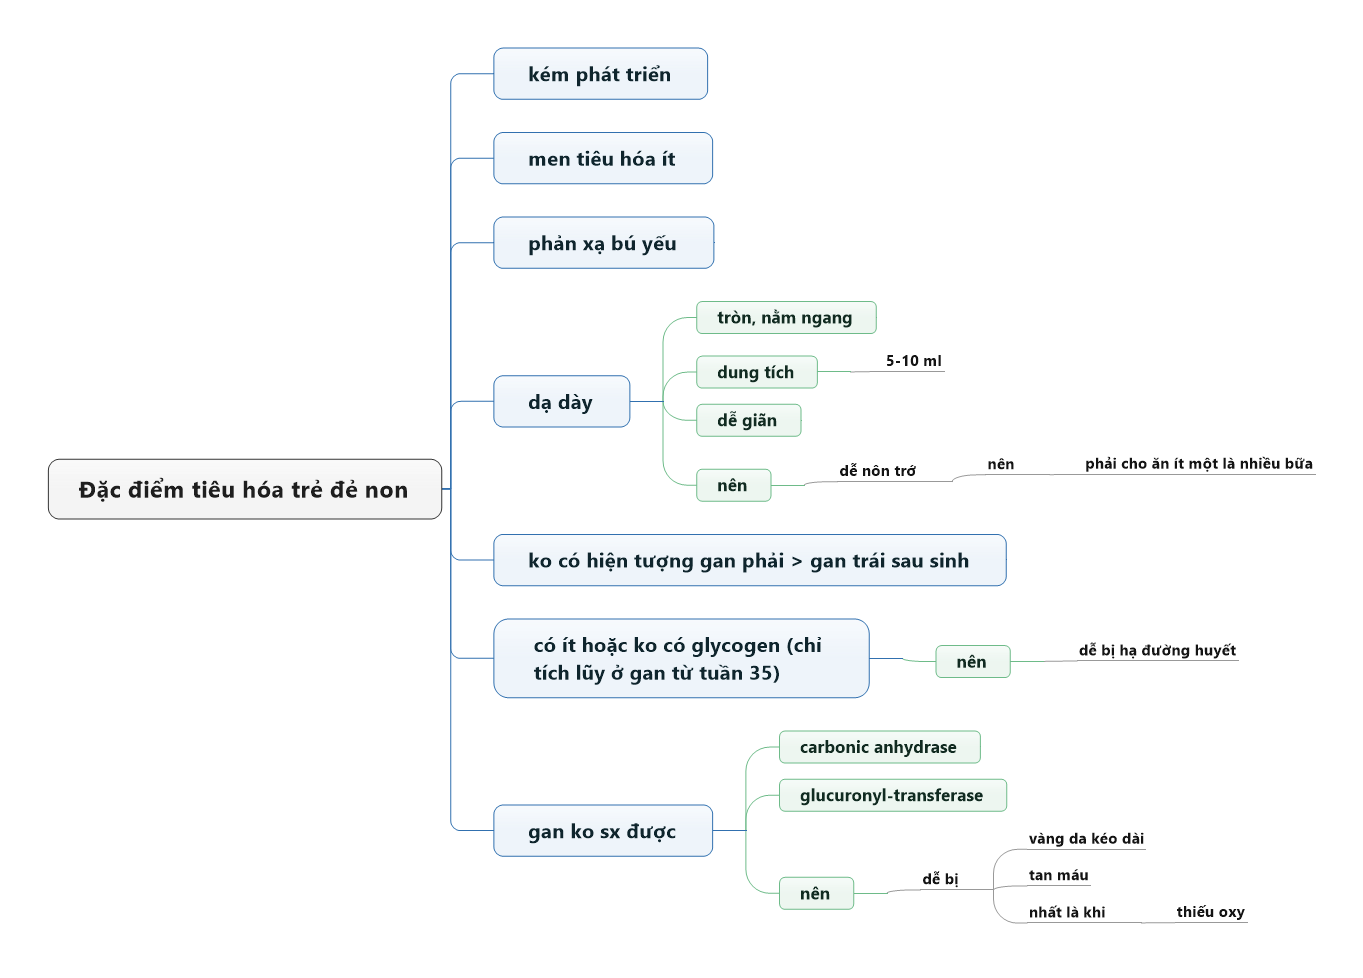 Đặc điểm tiêu hóa trẻ đẻ non
kém phát triển
men tiêu hóa ít
phản xạ bú yếu
dạ dày
tròn, nằm ngang
dung tích
5-10 ml
dễ giãn
nên
dễ nôn trớ
nên
phải cho ăn ít một là nhiều bữa
ko có hiện tượng gan phải > gan trái sau sinh
có ít hoặc ko có glycogen (chỉ
tích lũy ở gan từ tuần 35)
nên
dễ bị hạ đường huyết
gan ko sx được
carbonic anhydrase
glucuronyl-transferase
nên
dễ bị
vàng da kéo dài
tan máu
nhất là khi
thiếu oxy